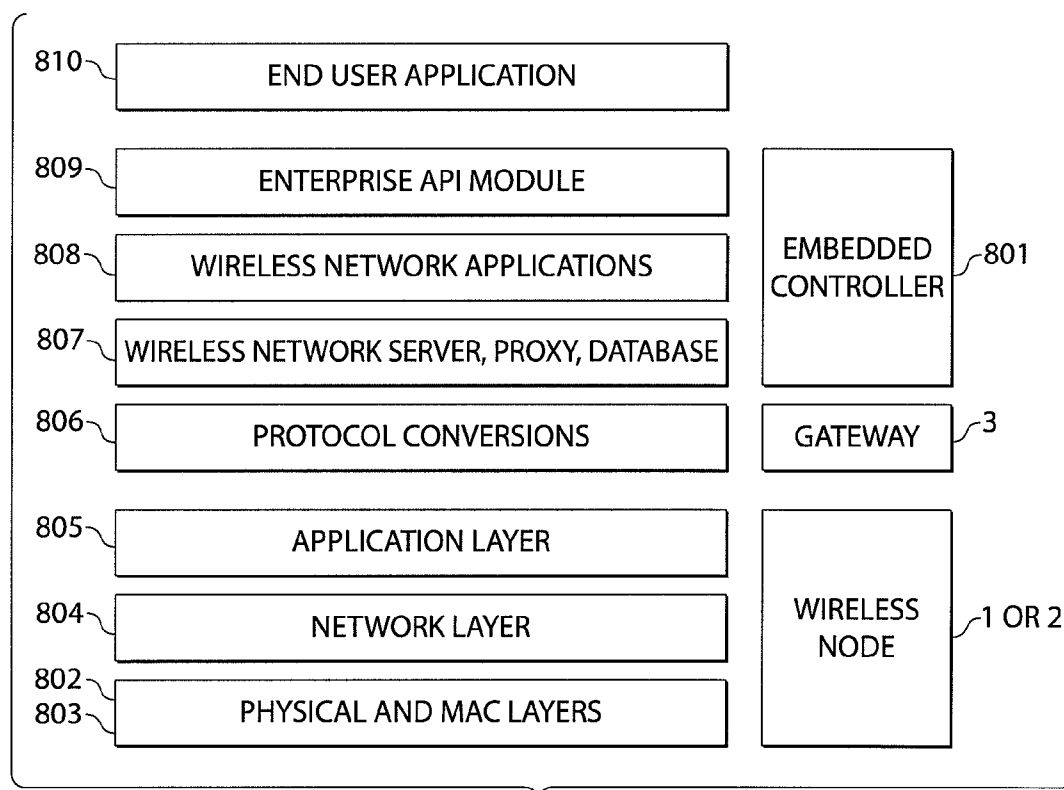 810 END USER APPLICATION
809 ENTERPRISE API MODULE
808 WIRELESS NETWORK APPLICATIONS
EMBEDDED
CONTROLLER
801
807 WIRELESS NETWORK SERVER, PROXY, DATABASE
806 PROTOCOL CONVERSIONS
GATEWAY 3
805 APPLICATION LAYER
804 NETWORK LAYER
WIRELESS
NODE
1 OR 2
802
803
PHYSICAL AND MAC LAYERS